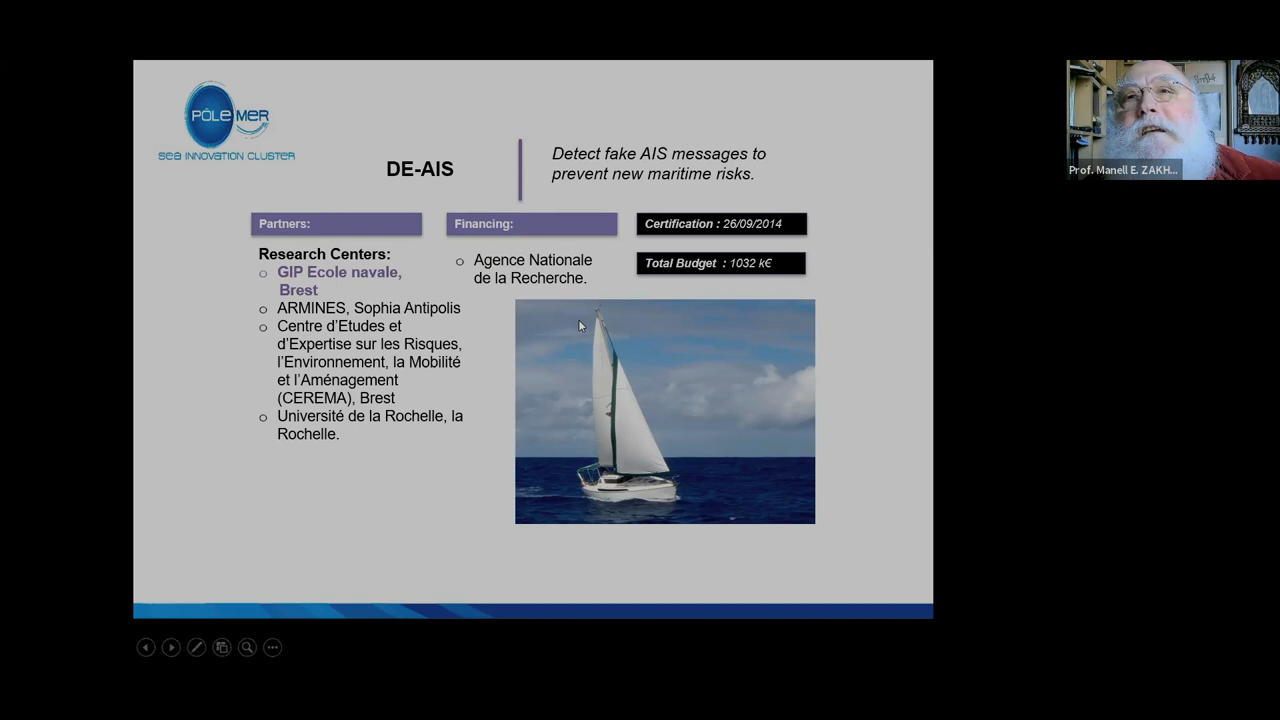 PÔLE MER
SEA INNOVATION CLUSTER
DE-AIS
Detect fake AIS messages to
prevent new maritime risks.
Partners:
Research Centers:
GIP Ecole navale,
Brest
ARMINES, Sophia Antipolis
Centre d’Etudes et
d’Expertise sur les Risques,
l’Environnement, la Mobilité
et l’Aménagement
(CEREMA), Brest
Université de la Rochelle, la
Rochelle.
Financing:
Agence Nationale
de la Recherche.
Certification : 26/09/2014
Total Budget : 1032 k€
Prof. Manell E. ZAKH...